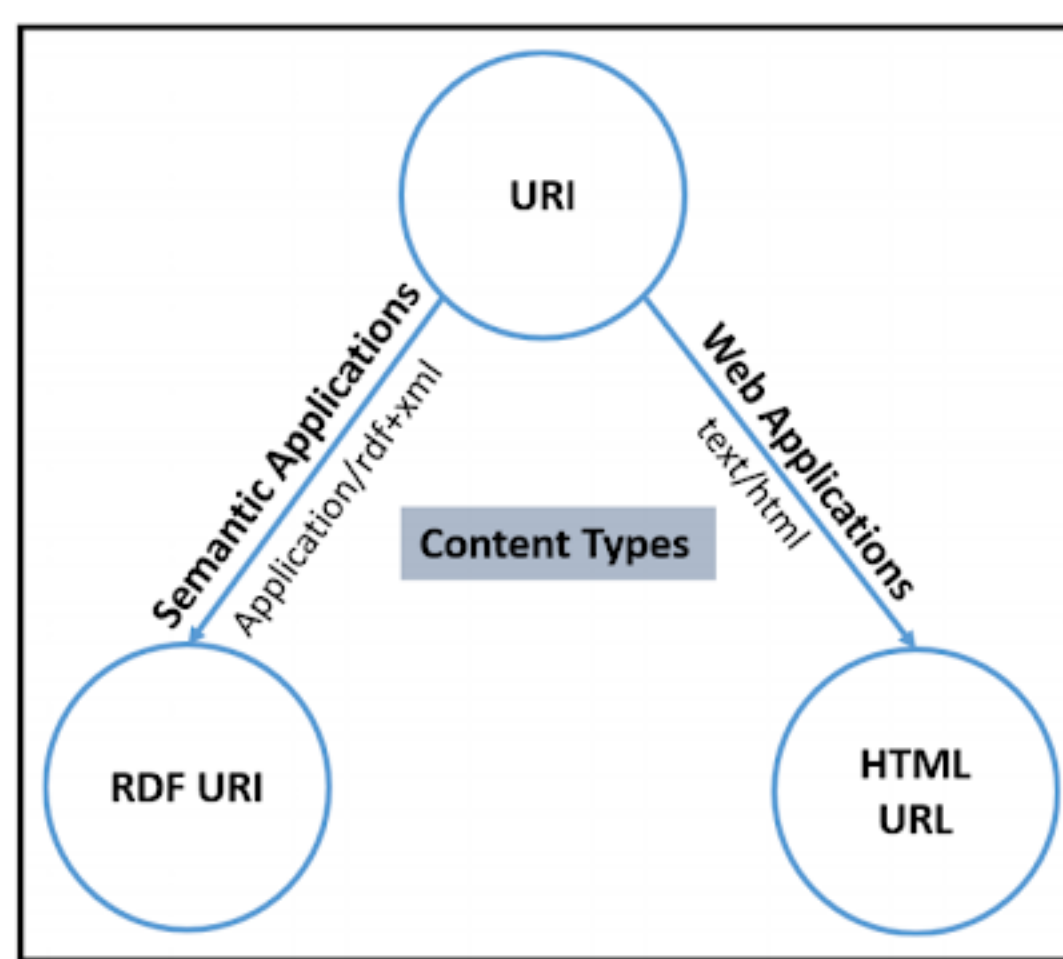 URI
Semantic Applications
Application/rdf+xml
Web Applications
text/html
Content Types
RDF URI
HTML
URL